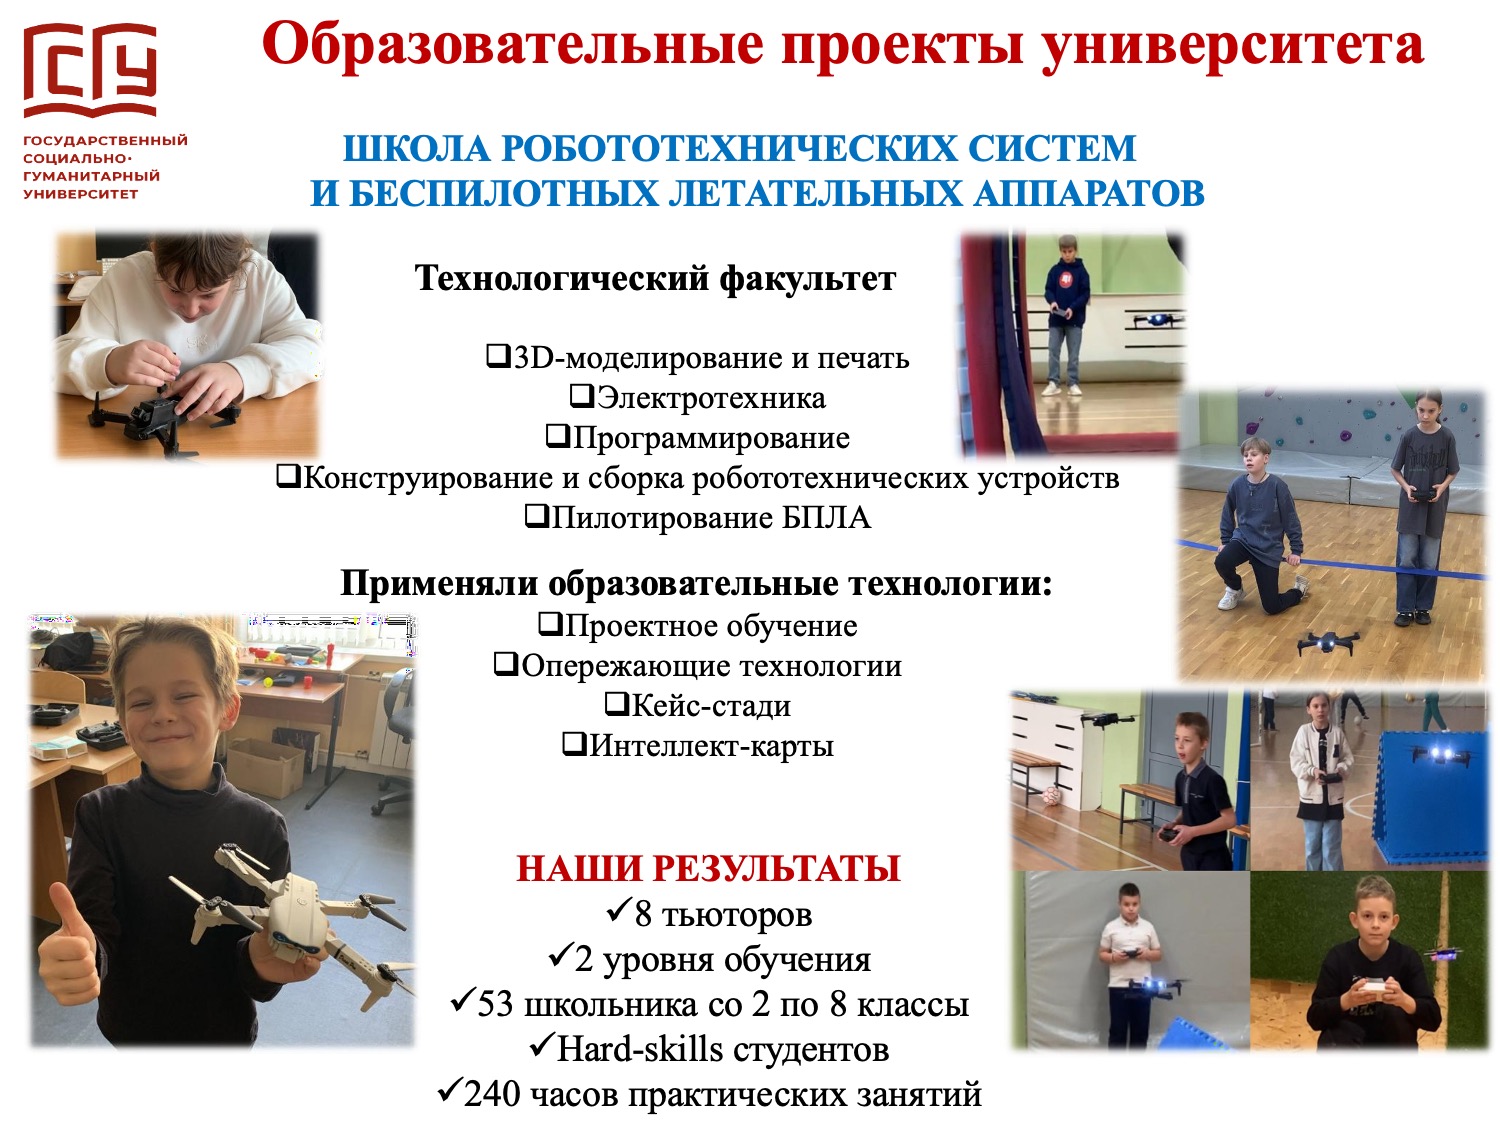 Образовательные проекты университета
ГСГУ
ГОСУДАРСТВЕННЫЙ
СОЦИАЛЬНО-
ГУМАНИТАРНЫЙ
УНИВЕРСИТЕТ
ШКОЛА РОБОТОТЕХНИЧЕСКИХ СИСТЕМ
И БЕСПИЛОТНЫХ ЛЕТАТЕЛЬНЫХ АППАРАТОВ
Технологический факультет
❑3D-моделирование и печать
❑Электротехника
❑Программирование
❑Конструирование и сборка робототехнических устройств
❑Пилотирование БПЛА
Применяли образовательные технологии:
❑Проектное обучение
❑Опережающие технологии
❑Кейс-стади
❑Интеллект-карты
НАШИ РЕЗУЛЬТАТЫ
✓8 тьюторов
✓2 уровня обучения
✓53 школьника со 2 по 8 классы
✓Hard-skills студентов
✓240 часов практических занятий